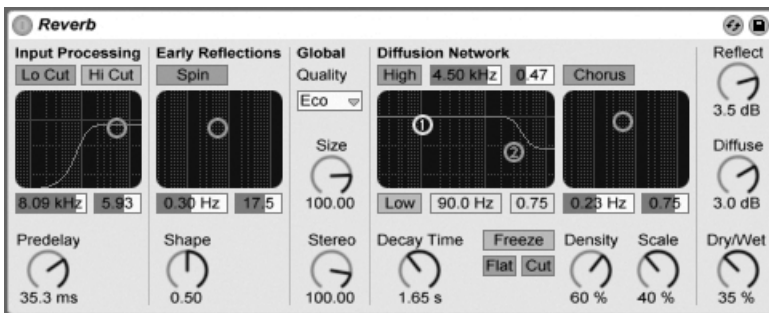 Reverb
Input Processing
Early Reflections
Global
Diffusion Network
Reflect
Lo Cut
Hi Cut
Spin
Quality
High
4.50 kHz
0.47
Chorus
Eco
3.5 dB
1
2
Size
Diffuse
8.09 kHz
5.93
0.30 Hz
17.5
100.00
Low
90.0 Hz
0.75
0.23 Hz
0.75
3.0 dB
Predelay
Shape
Stereo
Decay Time
Freeze
Density
Scale
Dry/Wet
Flat
Cut
35.3 ms
0.50
100.00
1.65 s
60 %
40 %
35 %